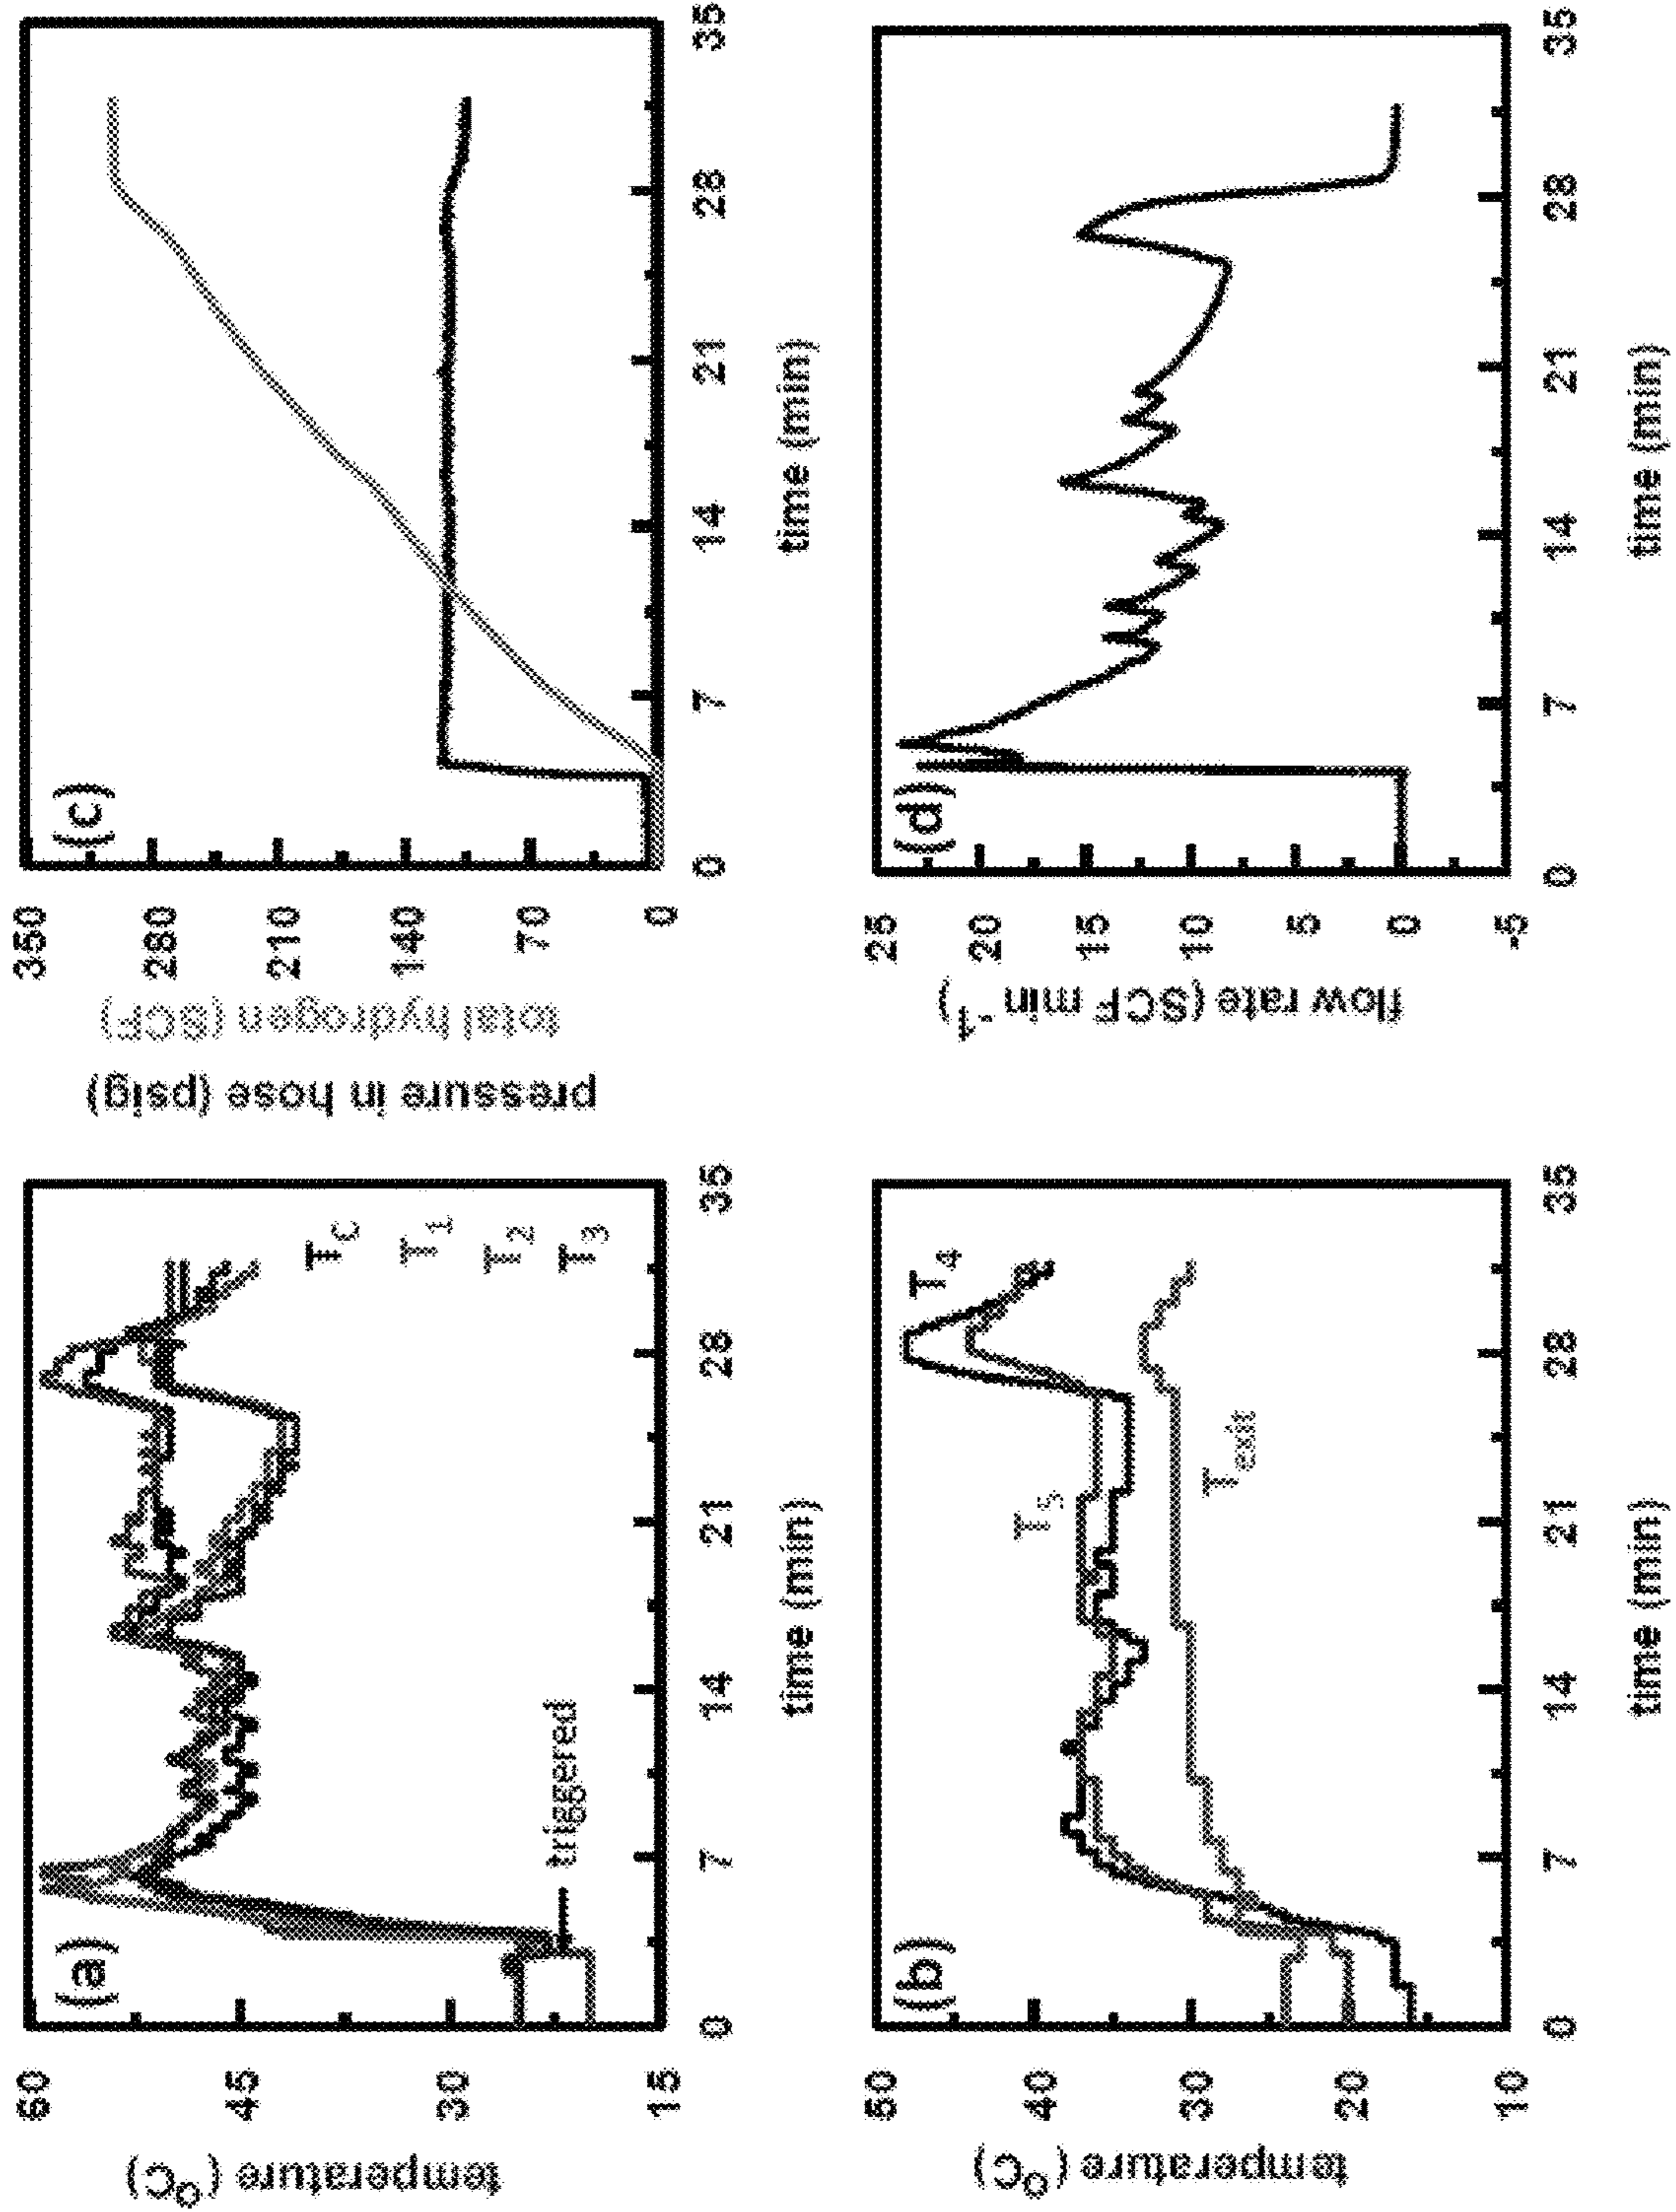 (a)
temperature (°C)
60
45
30
15
0
7
14
21
28
35
time (min)
triggered
T_C
T_1
T_2
T_3
(b)
temperature (°C)
50
40
30
20
10
0
7
14
21
28
35
time (min)
T_4
T_5
T_exit
(c)
pressure in hose (psig)
total hydrogen (SCF)
350
280
210
140
70
0
0
7
14
21
28
35
time (min)
(d)
flow rate (SCF min⁻¹)
25
20
15
10
5
0
-5
0
7
14
21
28
35
time (min)